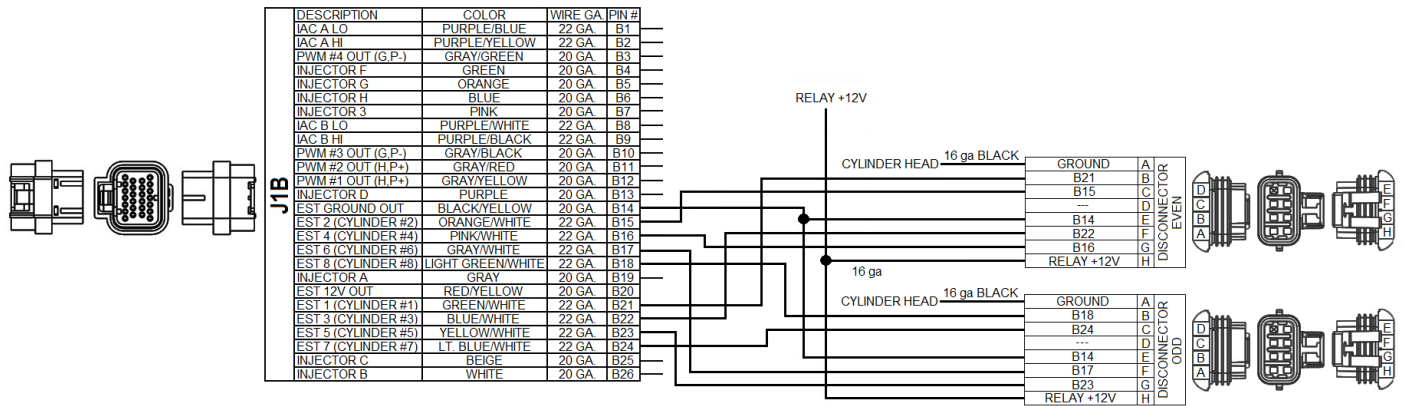 DESCRIPTION COLOR WIRE GA. PIN #
IAC A LO PURPLE/BLUE 22 GA. B1
IAC A HI PURPLE/YELLOW 22 GA. B2
PWM #4 OUT (G,P-) GRAY/GREEN 20 GA. B3
INJECTOR F GREEN 20 GA. B4
INJECTOR G ORANGE 20 GA. B5
INJECTOR H BLUE 20 GA. B6
INJECTOR 3 PINK 20 GA. B7
IAC B LO PURPLE/WHITE 22 GA. B8
IAC B HI PURPLE/BLACK 22 GA. B9
PWM #3 OUT (G,P-) GRAY/BLACK 20 GA. B10
PWM #2 OUT (H,P+) GRAY/RED 20 GA. B11
PWM #1 OUT (H,P+) GRAY/YELLOW 20 GA. B12
INJECTOR D PURPLE 20 GA. B13
EST GROUND OUT BLACK/YELLOW 20 GA. B14
EST 2 (CYLINDER #2) ORANGE/WHITE 22 GA. B15
EST 4 (CYLINDER #4) PINK/WHITE 22 GA. B16
EST 6 (CYLINDER #6) GRAY/WHITE 22 GA. B17
EST 8 (CYLINDER #8) LIGHT GREEN/WHITE 22 GA. B18
INJECTOR A GRAY 20 GA. B19
EST 12V OUT RED/YELLOW 20 GA. B20
EST 1 (CYLINDER #1) GREEN/WHITE 22 GA. B21
EST 3 (CYLINDER #3) BLUE/WHITE 22 GA. B22
EST 5 (CYLINDER #5) YELLOW/WHITE 22 GA. B23
EST 7 (CYLINDER #7) LT. BLUE/WHITE 22 GA. B24
INJECTOR C BEIGE 20 GA. B25
INJECTOR B WHITE 20 GA. B26
J1B
RELAY +12V
CYLINDER HEAD 16 ga BLACK
GROUND A
B21 B
B15 C
--- D
B14 E
B22 F
B16 G
RELAY +12V H
DISCONNECTOR
EVEN
D
C
B
A
E
F
G
H
16 ga
CYLINDER HEAD 16 ga BLACK
GROUND A
B18 B
B24 C
--- D
B14 E
B17 F
B23 G
RELAY +12V H
DISCONNECTOR
ODD
D
C
B
A
E
F
G
H